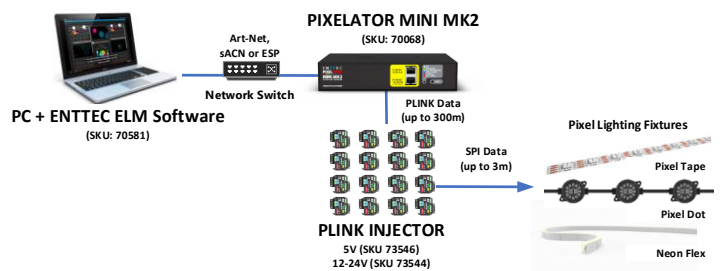 PIXELATOR MINI MK2
(SKU: 70068)
Art-Net,
sACN or ESP
Network Switch
PC + ENTTEC ELM Software
(SKU: 70581)
PLINK Data
(up to 300m)
SPI Data
(up to 3m)
PLINK INJECTOR
5V (SKU 73546)
12-24V (SKU 73544)
Pixel Lighting Fixtures
Pixel Tape
Pixel Dot
Neon Flex